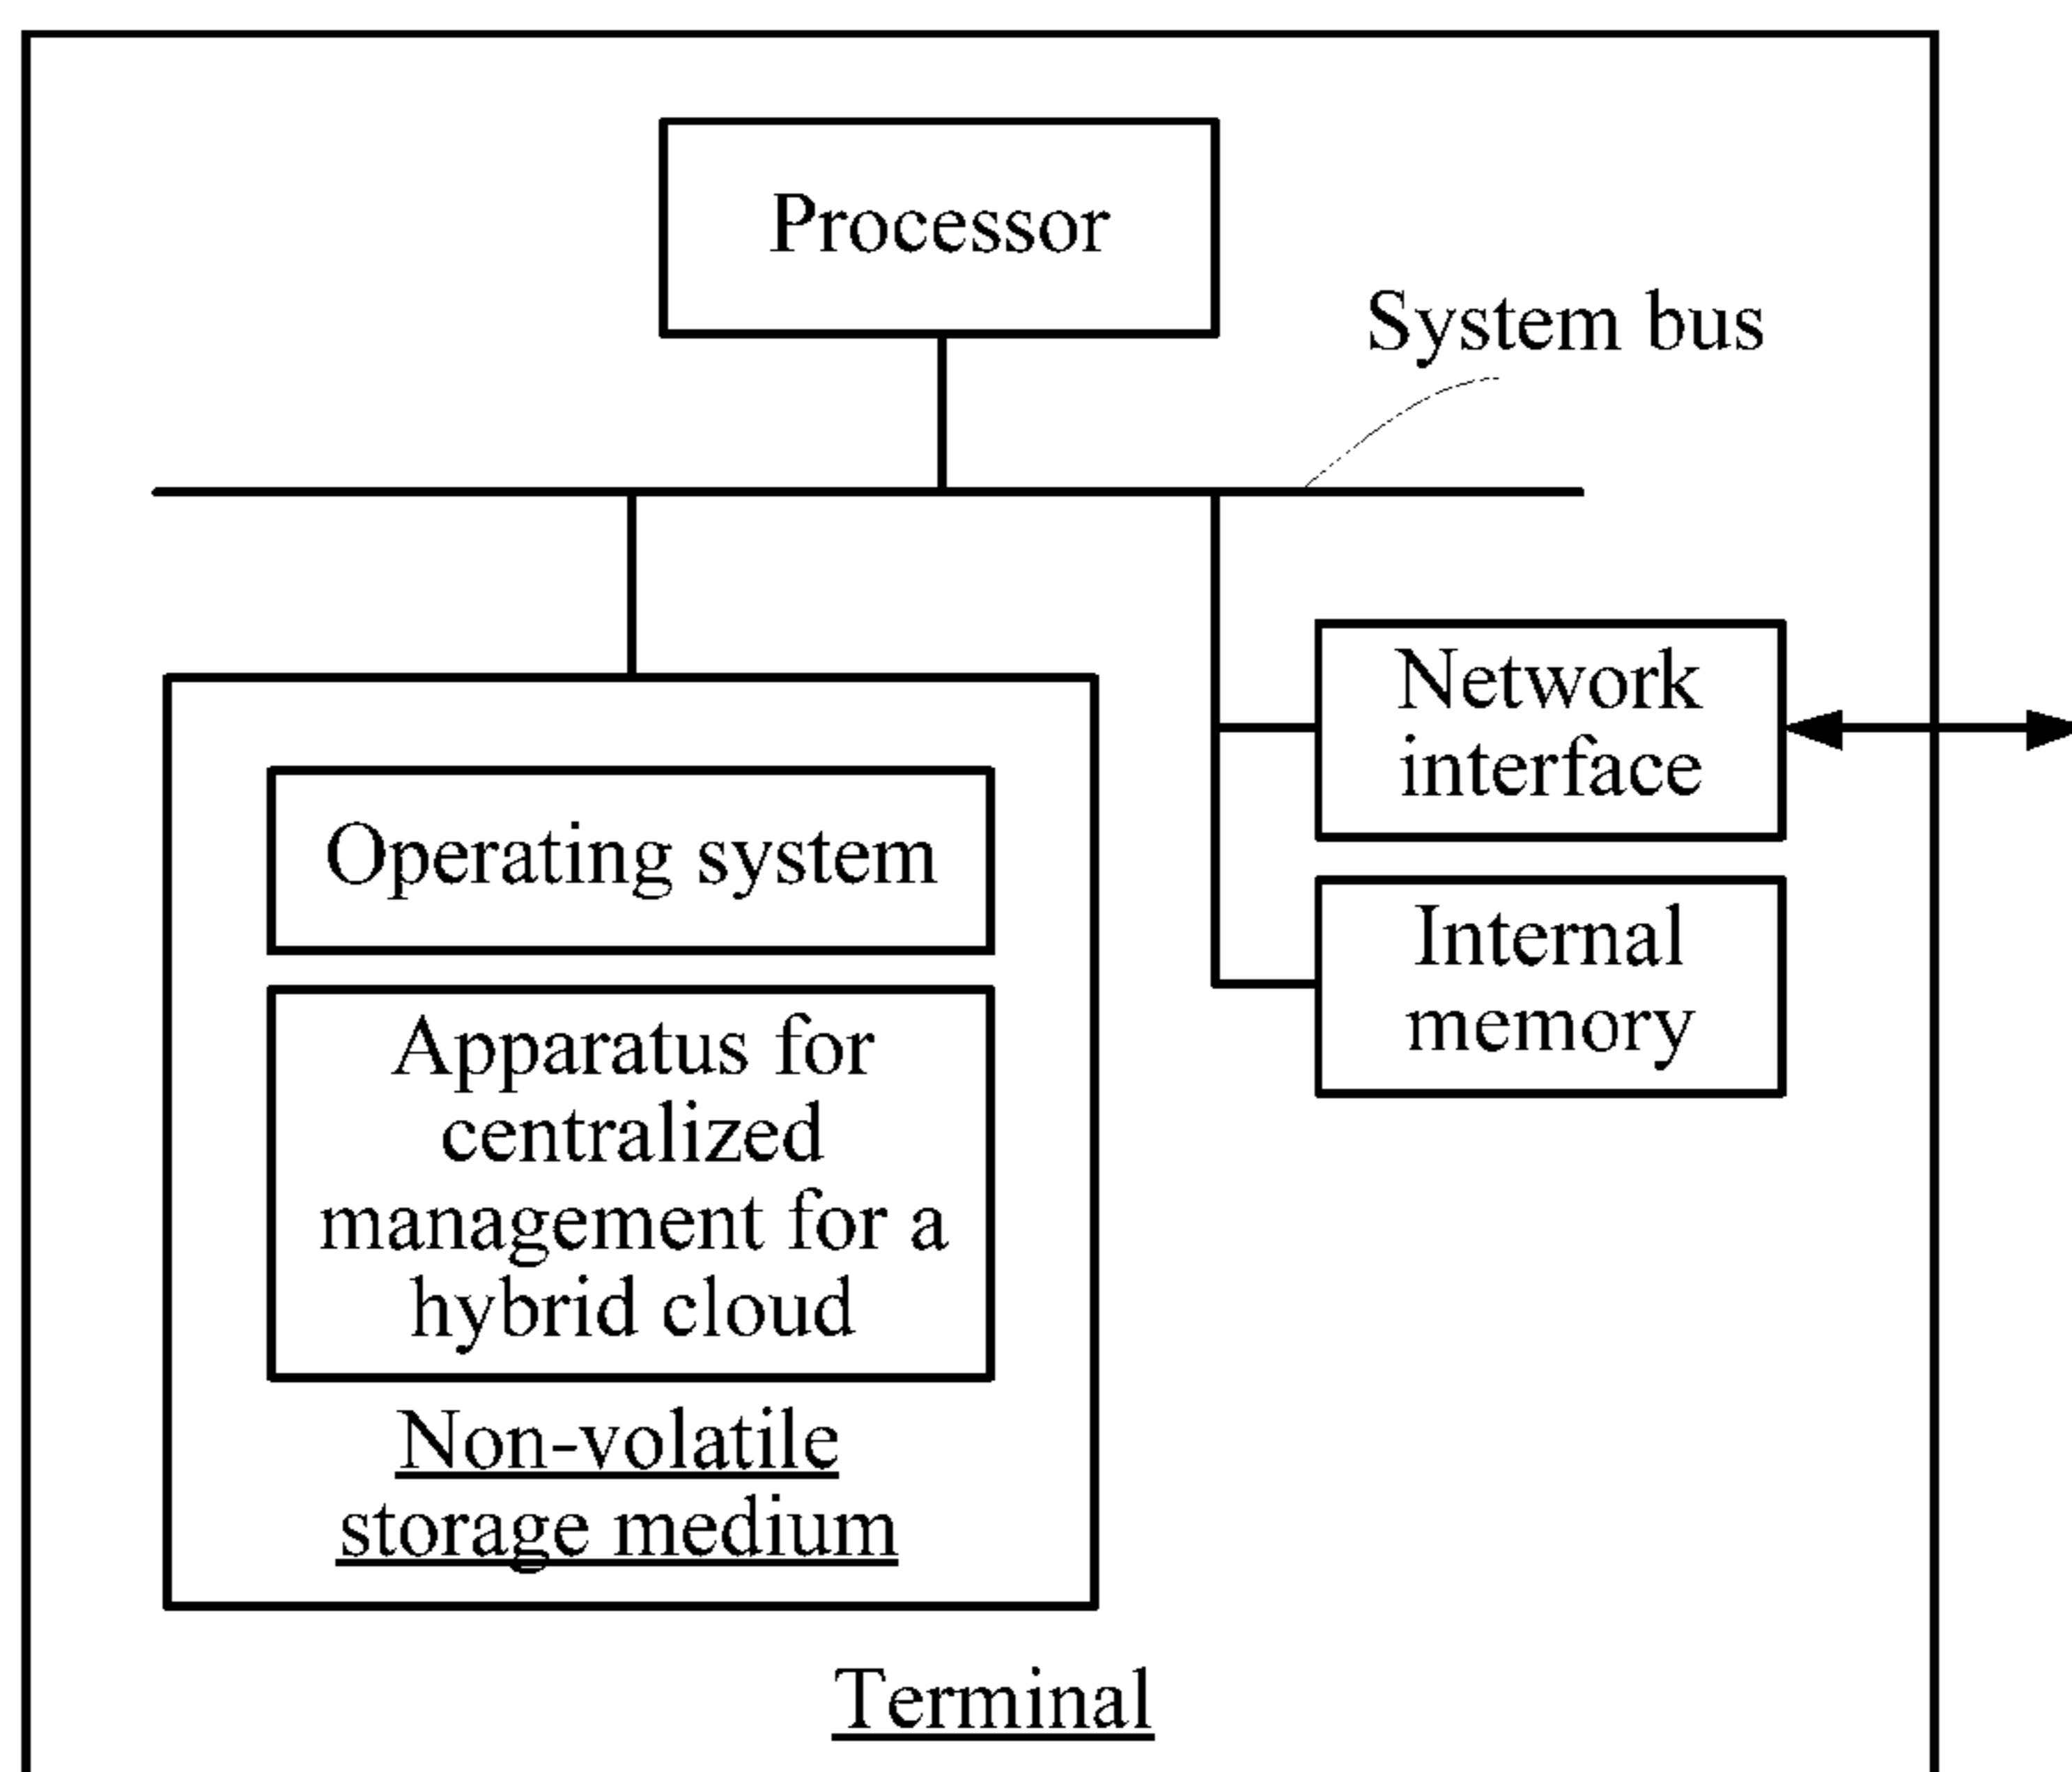 Processor
System bus
Network
interface
Operating system
Internal
memory
Apparatus for
centralized
management for a
hybrid cloud
Non-volatile
storage medium
Terminal